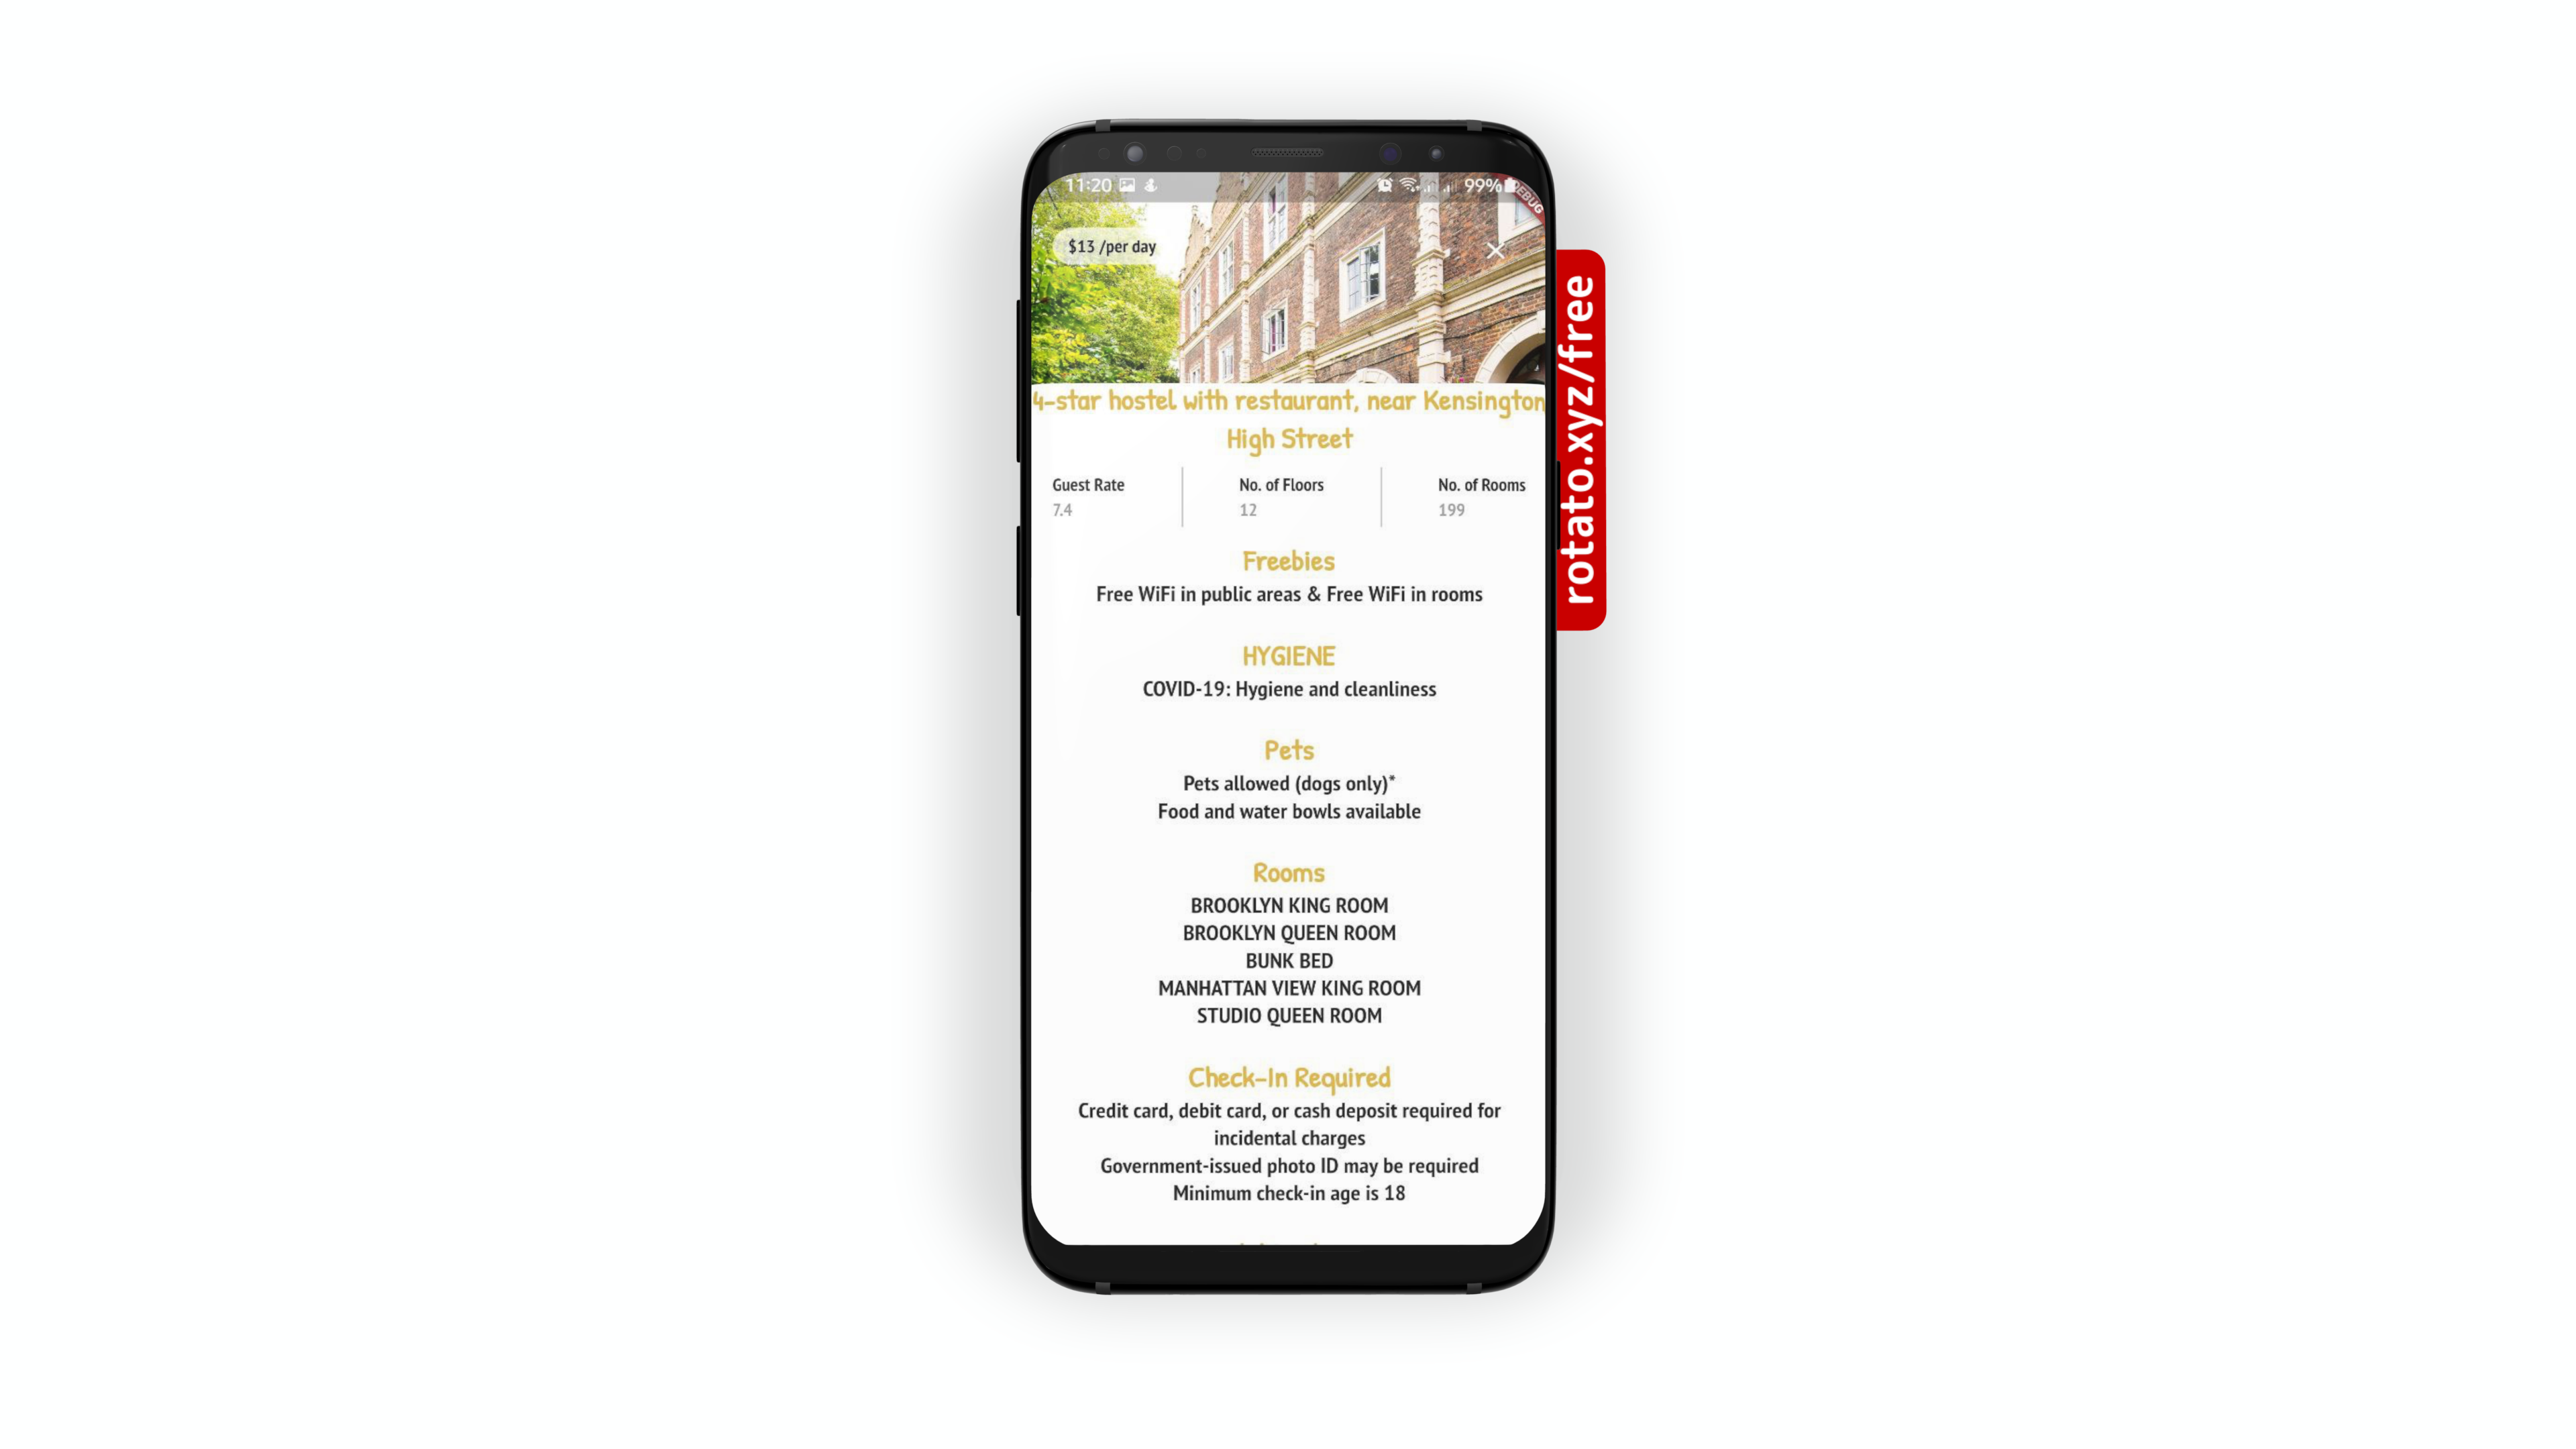 11:20
99%
DEBUG
$13 /per day
4-star hostel with restaurant, near Kensington
High Street
Guest Rate
7.4
No. of Floors
12
No. of Rooms
199
Freebies
Free WiFi in public areas & Free WiFi in rooms
HYGIENE
COVID-19: Hygiene and cleanliness
Pets
Pets allowed (dogs only)*
Food and water bowls available
Rooms
BROOKLYN KING ROOM
BROOKLYN QUEEN ROOM
BUNK BED
MANHATTAN VIEW KING ROOM
STUDIO QUEEN ROOM
Check-In Required
Credit card, debit card, or cash deposit required for
incidental charges
Government-issued photo ID may be required
Minimum check-in age is 18
rotato.xyz/free